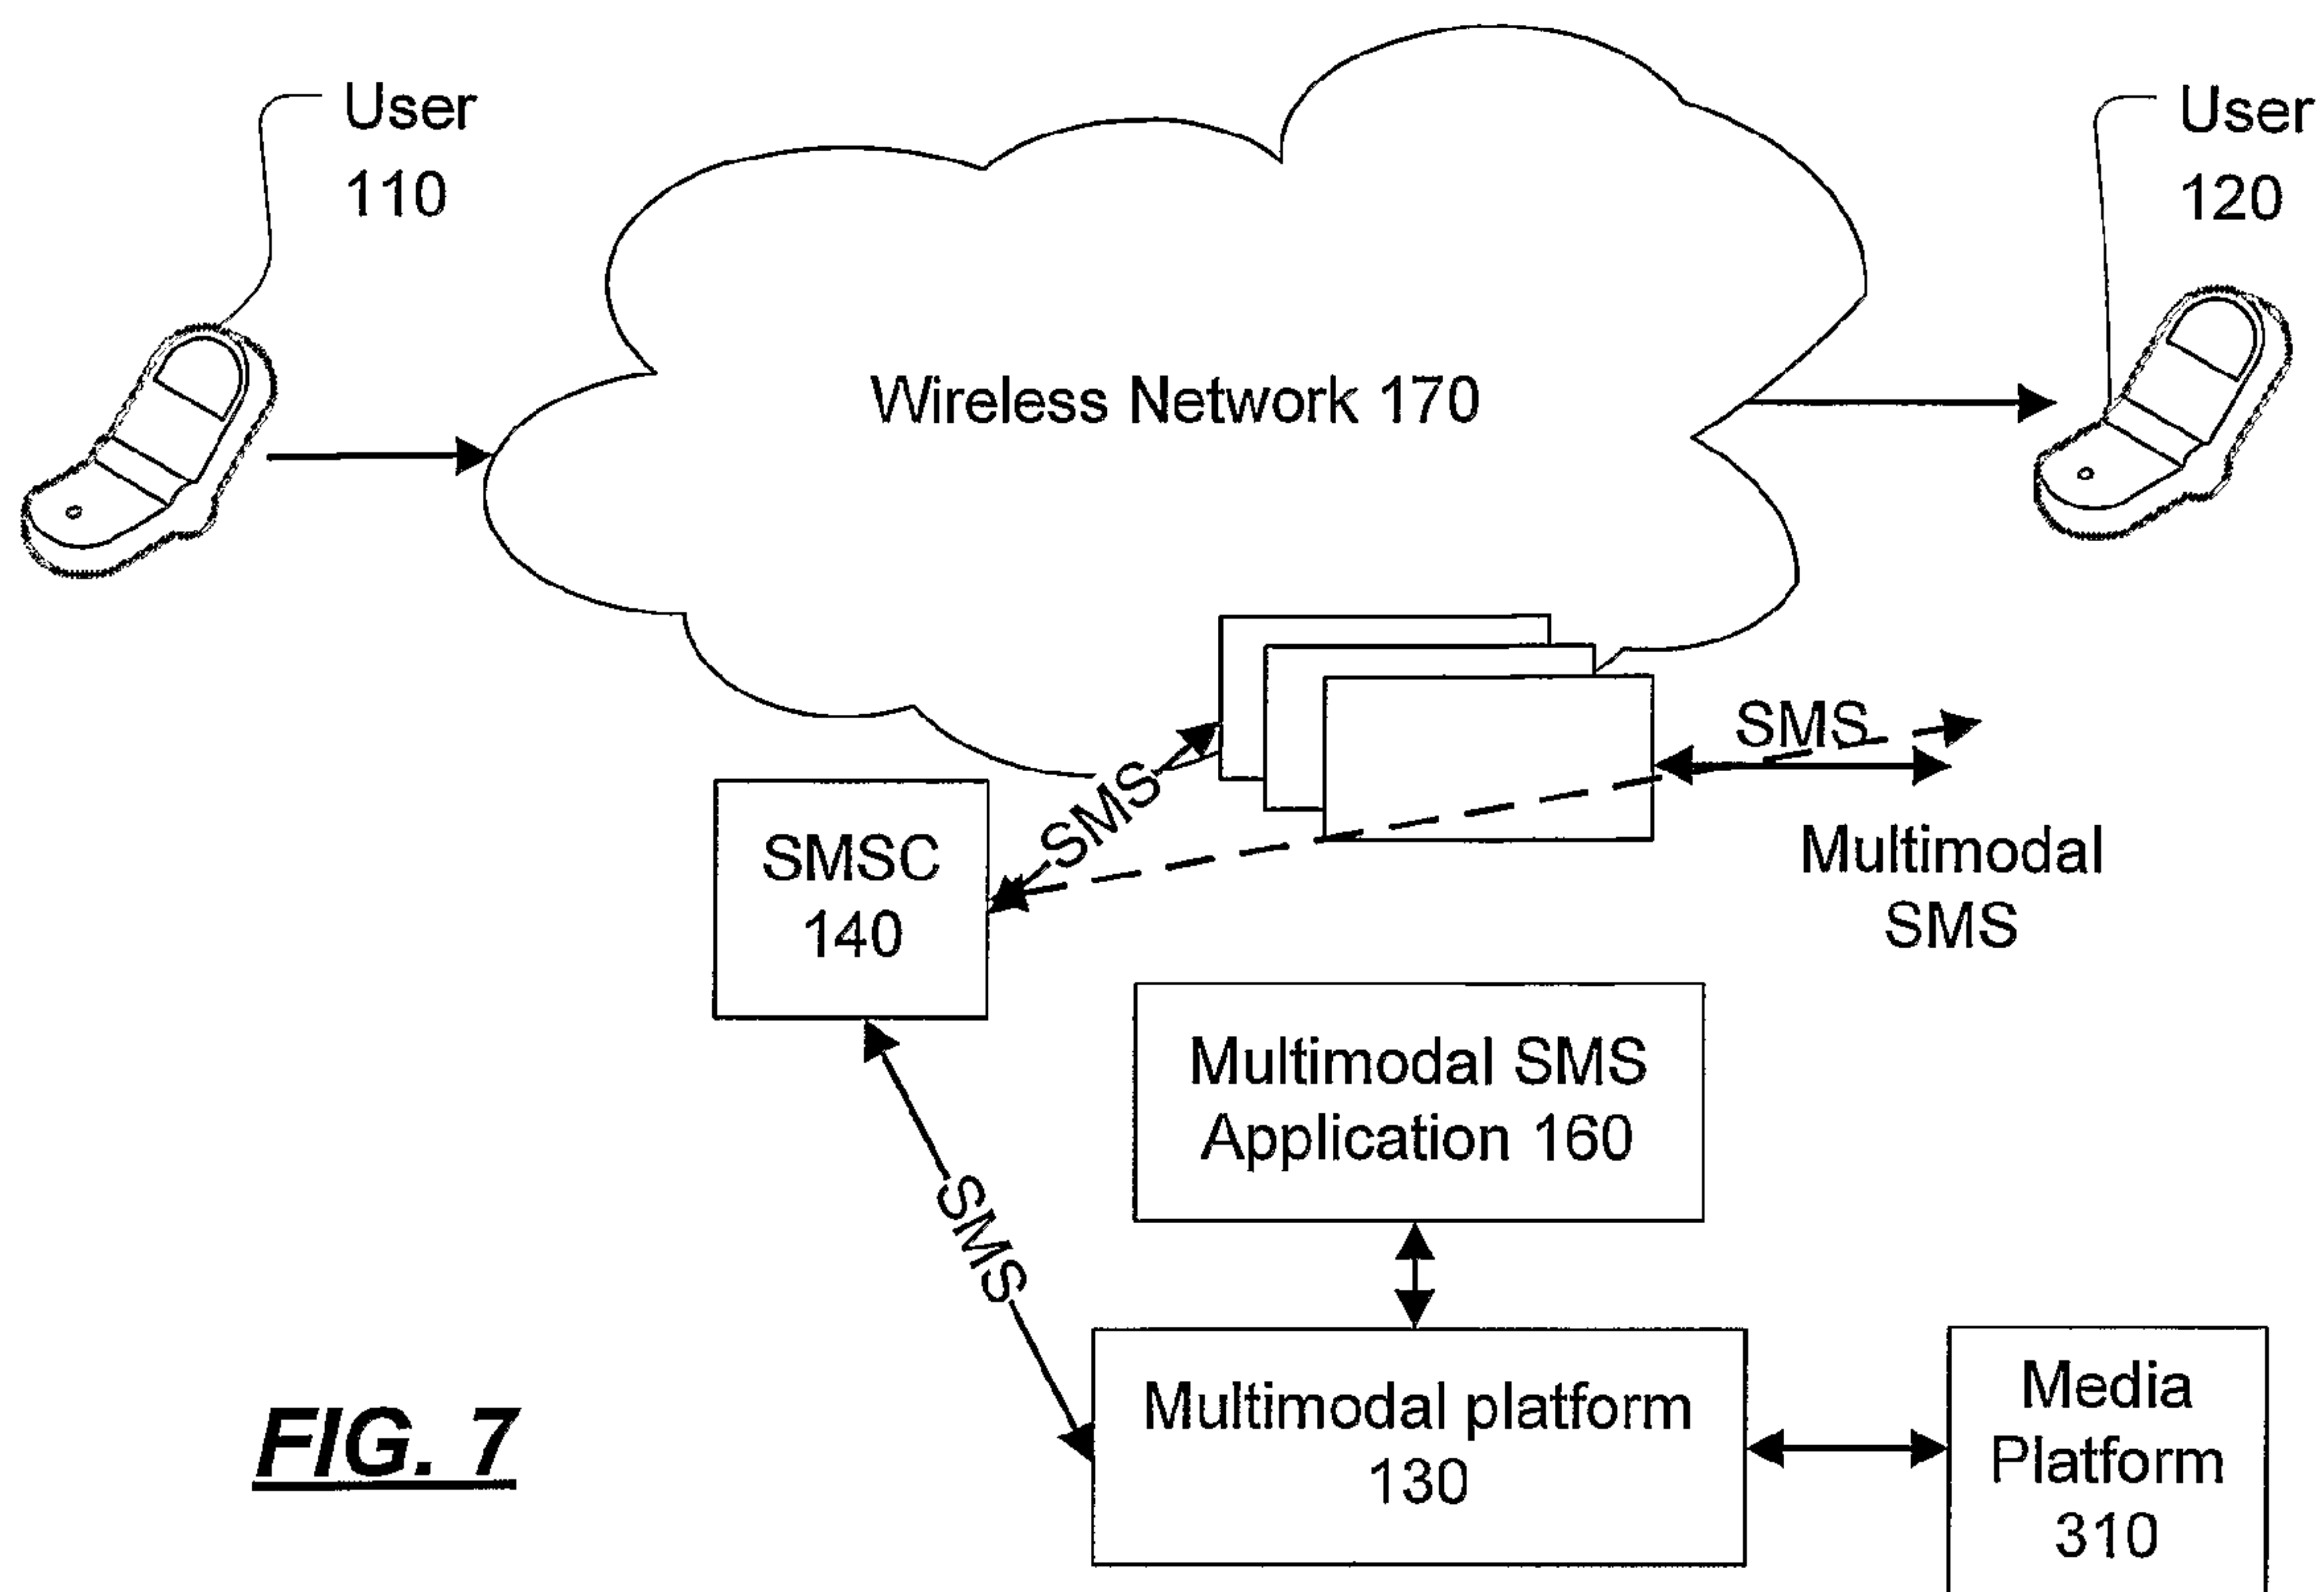 User
110
User
120
Wireless Network 170
SMS
SMS
Multimodal
SMS
SMSC
140
Multimodal SMS
Application 160
SMS
Multimodal platform
130
Media
Platform
310
FIG. 7